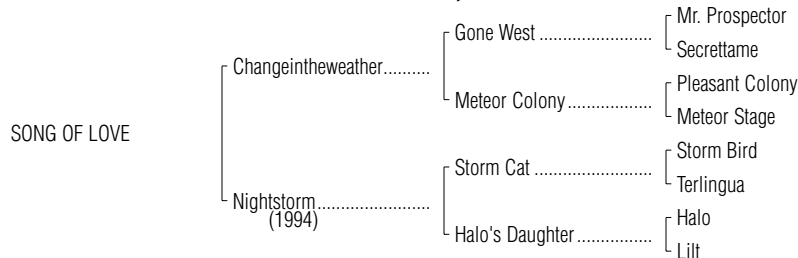 Mr. Prospector
Gone West ........................
Secrettame
Changeintheweather..........
Pleasant Colony
Meteor Colony ..................
Meteor Stage
SONG OF LOVE
Storm Bird
Storm Cat .........................
Terlingua
Nightstorm........................
(1994)
Halo
Halo's Daughter ................
Lilt